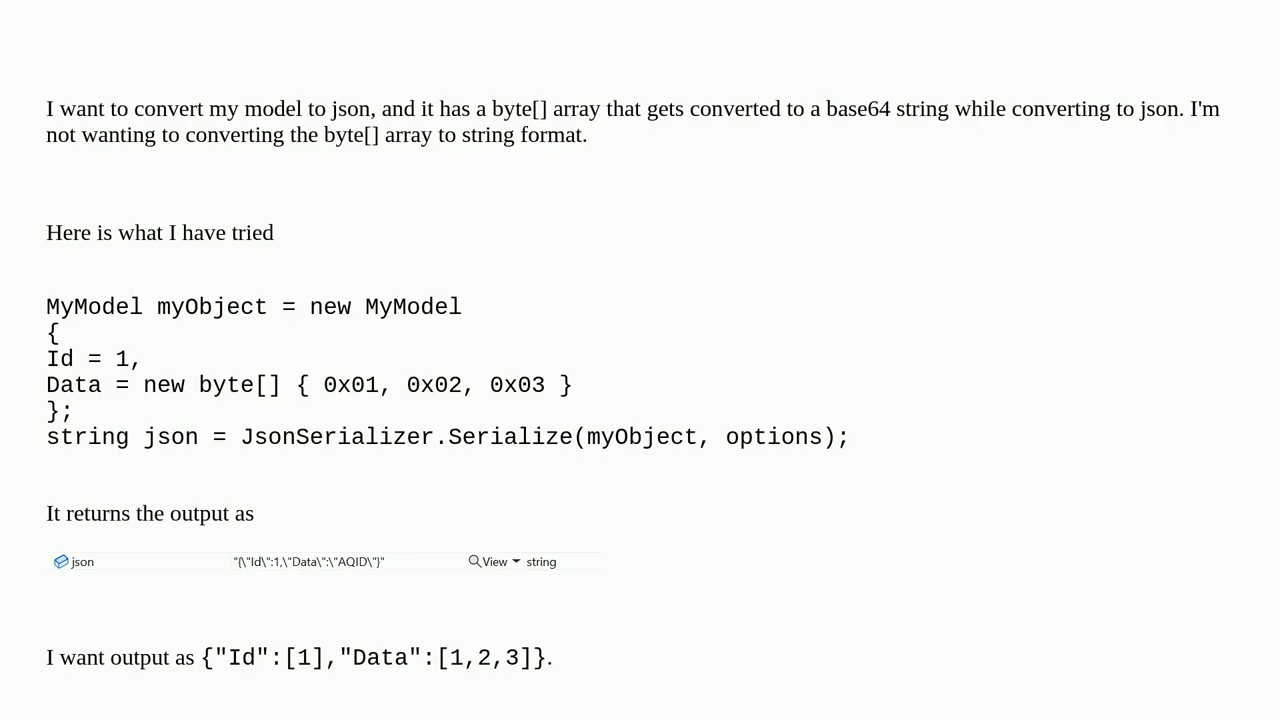 I want to convert my model to json, and it has a byte[] array that gets converted to a base64 string while converting to json. I'm
not wanting to converting the byte[] array to string format.
Here is what I have tried
MyModel myObject = new MyModel
{
Id = 1,
Data = new byte[] { 0x01, 0x02, 0x03 }
};
string json = JsonSerializer.Serialize(myObject, options);
It returns the output as
json "{\"Id\":1,\"Data\":\"AQID\"}" View string
I want output as {"Id":[1],"Data":[1,2,3]}.